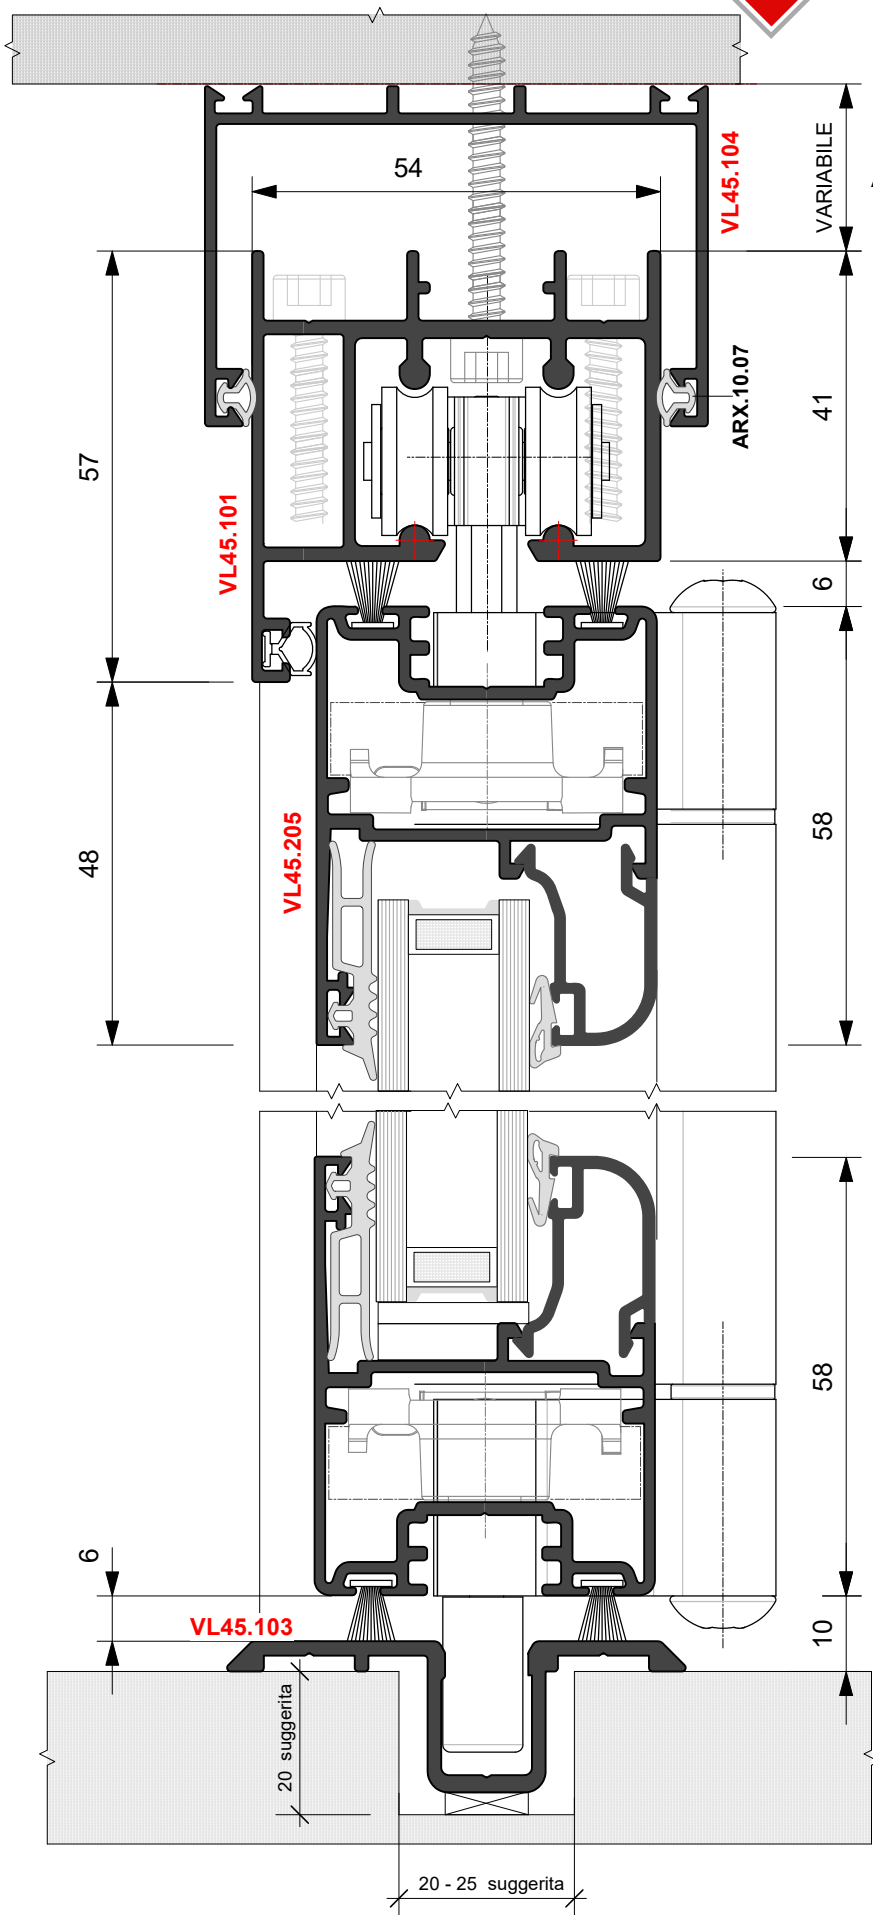 VARIABILE
54
VL45.104
ARX.10.07
41
57
VL45.101
6
58
VL45.205
48
58
6
VL45.103
10
20 suggerita
20 - 25 suggerita